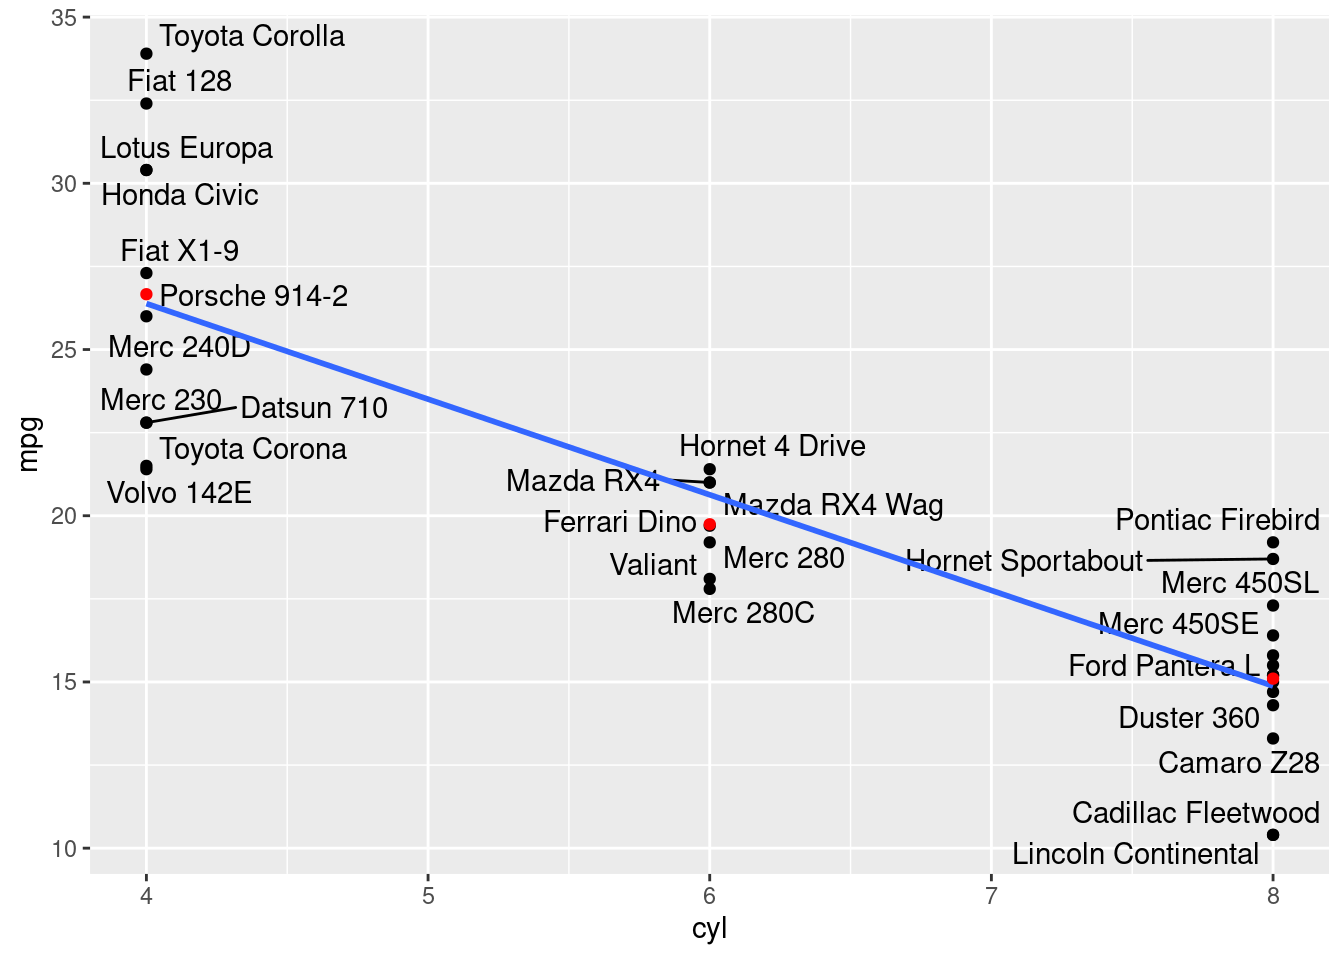 35
Toyota Corolla
Fiat 128
Lotus Europa
30
Honda Civic
Fiat X1-9
Porsche 914-2
25
Merc 240D
Merc 230
Datsun 710
Toyota Corona
Hornet 4 Drive
mpg
Mazda RX4
Volvo 142E
Mazda RX4 Wag
20
Ferrari Dino
Pontiac Firebird
Merc 280
Hornet Sportabout
Valiant
Merc 450SL
Merc 280C
Merc 450SE
Ford Pantera L
15
Duster 360
Camaro Z28
Cadillac Fleetwood
10
Lincoln Continental
4 5 6 7 8
cyl